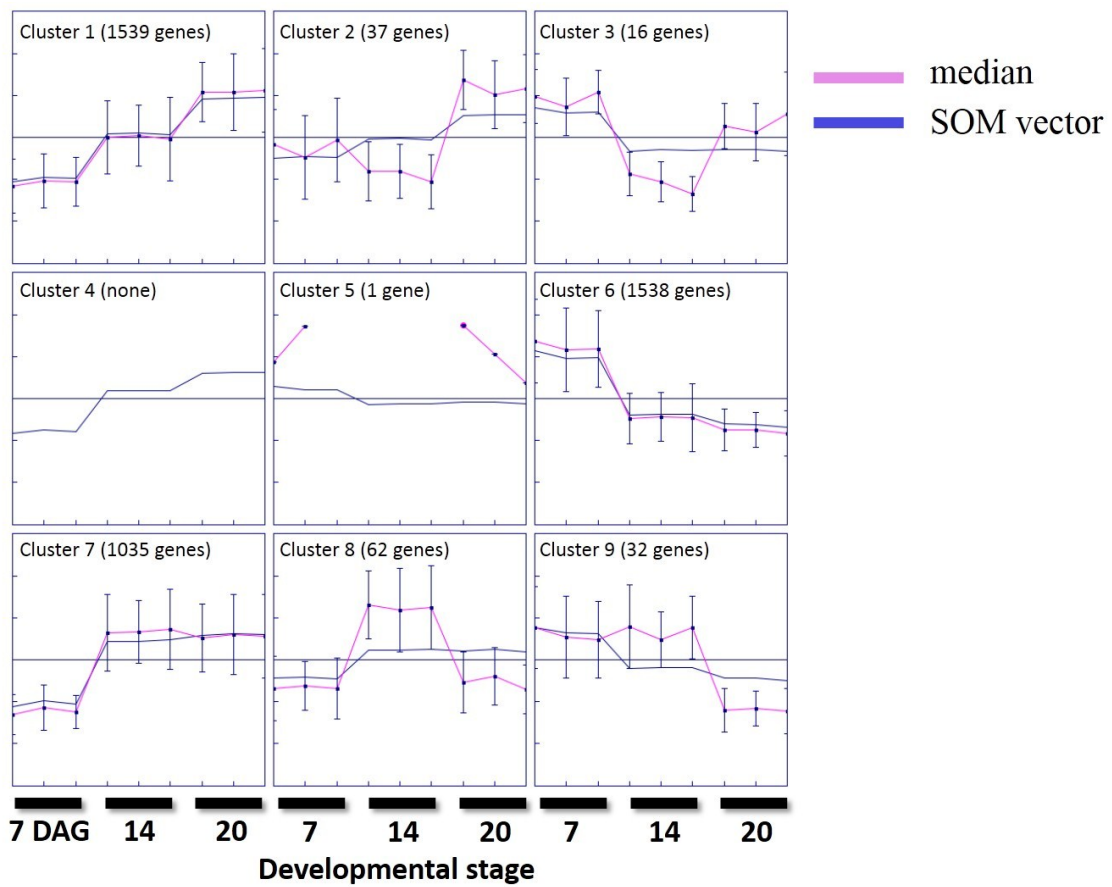 Cluster 1 (1539 genes)
Cluster 2 (37 genes)
Cluster 3 (16 genes)
median
SOM vector
Cluster 4 (none)
Cluster 5 (1 gene)
Cluster 6 (1538 genes)
Cluster 7 (1035 genes)
Cluster 8 (62 genes)
Cluster 9 (32 genes)
7 DAG 14 20
7 14 20
7 14 20
Developmental stage